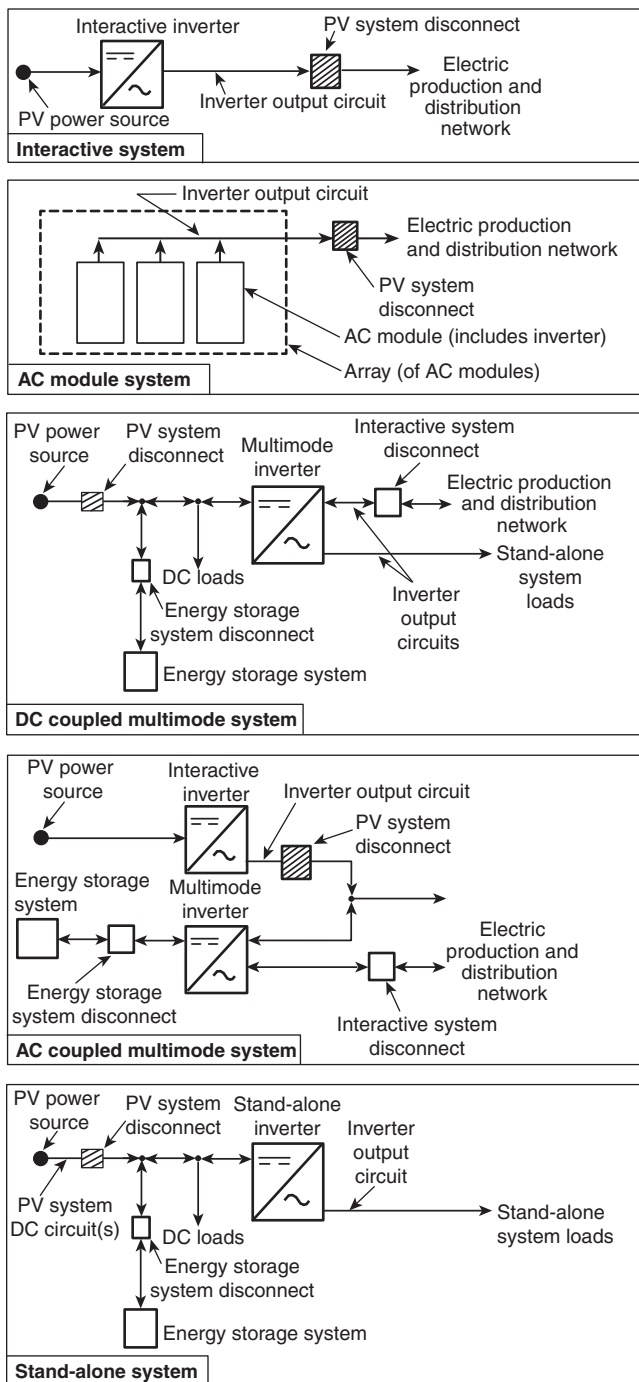 Interactive inverter
PV system disconnect
PV power source
Inverter output circuit
Electric
production and
distribution
network
Interactive system
Inverter output circuit
Electric production
and distribution network
PV system
disconnect
AC module (includes inverter)
Array (of AC modules)
AC module system
PV power
source
PV system
disconnect
Multimode
inverter
Interactive system
disconnect
Electric production
and distribution
network
DC loads
Stand-alone
system
loads
Inverter
output
circuits
Energy storage
system disconnect
Energy storage system
DC coupled multimode system
PV power
source
Interactive
inverter
Inverter output circuit
PV system
disconnect
Energy storage
system
Multimode
inverter
Electric
production and
distribution
network
Energy storage
system disconnect
Interactive system
disconnect
AC coupled multimode system
PV power
source
PV system
disconnect
Stand-alone
inverter
Inverter
output
circuit
PV system
DC circuit(s)
DC loads
Stand-alone
system loads
Energy storage
system disconnect
Energy storage system
Stand-alone system